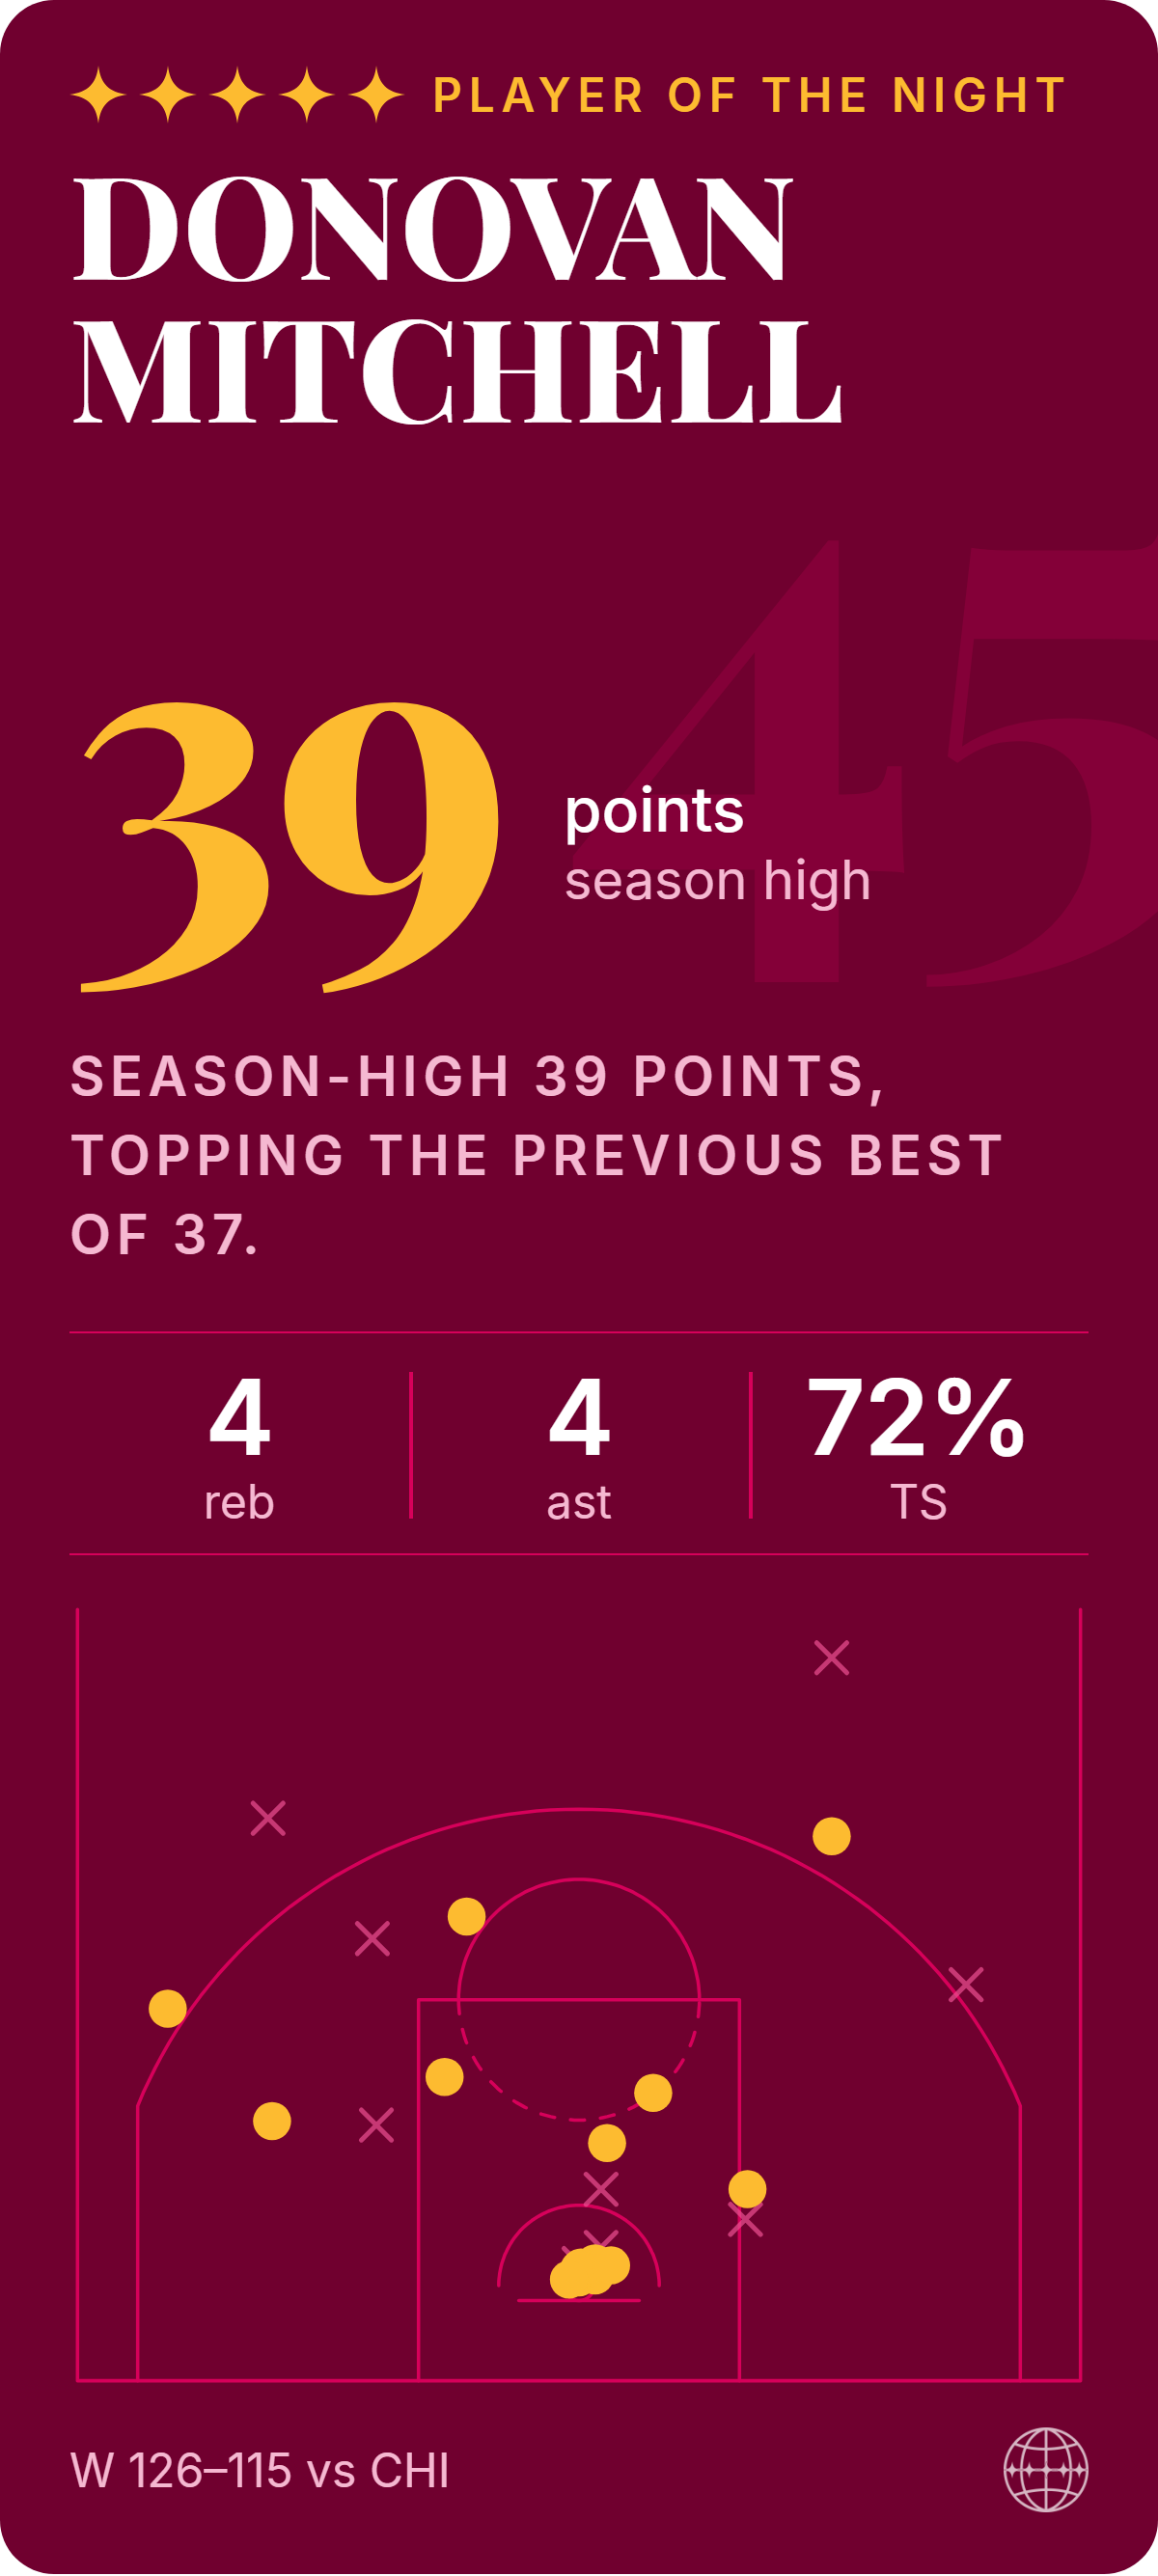 PLAYER OF THE NIGHT
DONOVAN
MITCHELL
45
39
points
season high
SEASON-HIGH 39 POINTS,
TOPPING THE PREVIOUS BEST
OF 37.
4
reb
4
ast
72%
TS
W 126–115 vs CHI